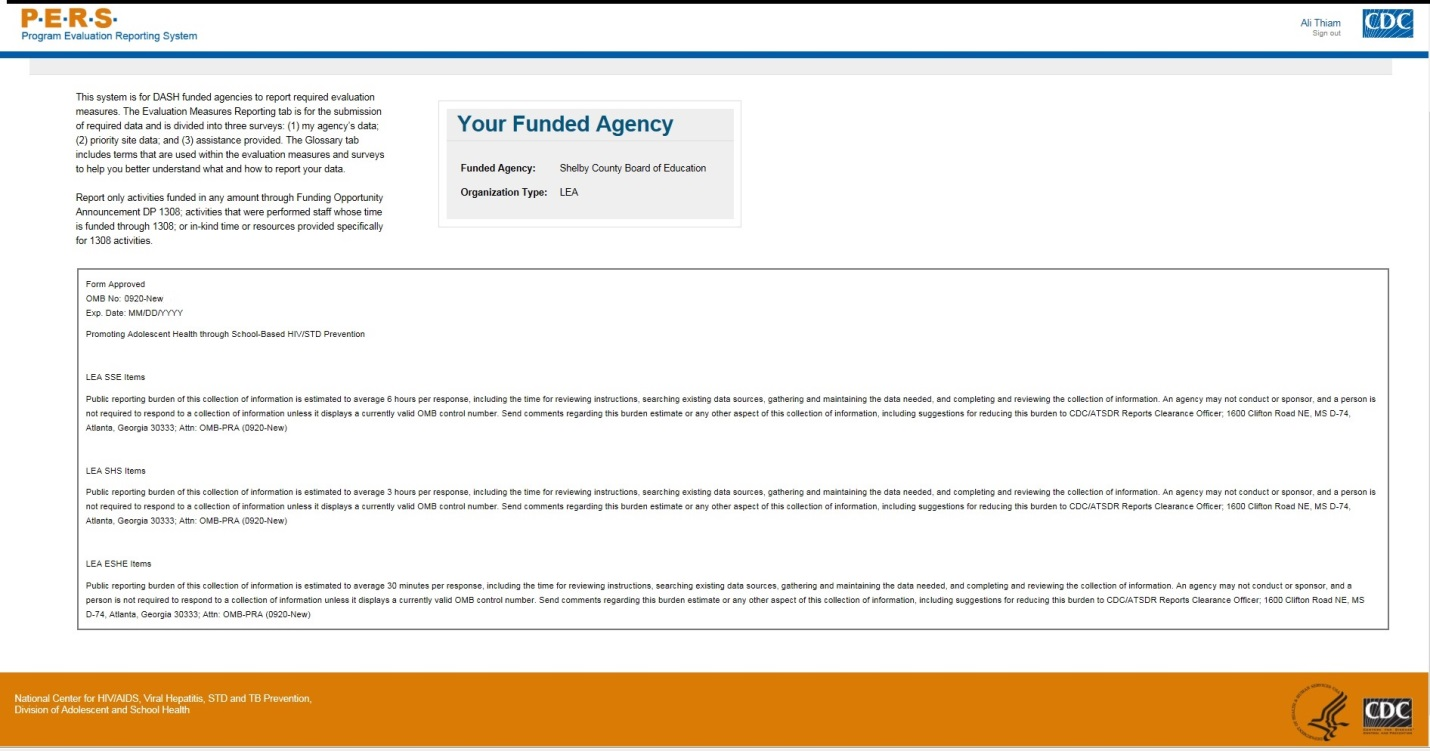 P·E·R·S·
Program Evaluation Reporting System
Ali Thiam
Sign out
CDC
This system is for DASH funded agencies to report required evaluation
measures. The Evaluation Measures Reporting tab is for the submission
of required data and is divided into three surveys: (1) my agency's data;
(2) priority site data; and (3) assistance provided. The Glossary tab
includes terms that are used within the evaluation measures and surveys
to help you better understand what and how to report your data.
Report only activities funded in any amount through Funding Opportunity
Announcement DP 1308; activities that were performed staff whose time
is funded through 1308; or in-kind time or resources provided specifically
for 1308 activities.
Your Funded Agency
Funded Agency: Shelby County Board of Education
Organization Type: LEA
Form Approved
OMB No: 0920-New
Exp. Date: MM/DD/YYYY
Promoting Adolescent Health through School-Based HIV/STD Prevention
LEA SSE Items
Public reporting burden of this collection of information is estimated to average 6 hours per response, including the time for reviewing instructions, searching existing data sources, gathering and maintaining the data needed, and completing and reviewing the collection of information. An agency may not conduct or sponsor, and a person is
not required to respond to a collection of information unless it displays a currently valid OMB control number. Send comments regarding this burden estimate or any other aspect of this collection of information, including suggestions for reducing this burden to CDC/ATSDR Reports Clearance Officer; 1600 Clifton Road NE, MS D-74,
Atlanta, Georgia 30333; Attn: OMB-PRA (0920-New)
LEA SHS Items
Public reporting burden of this collection of information is estimated to average 3 hours per response, including the time for reviewing instructions, searching existing data sources, gathering and maintaining the data needed, and completing and reviewing the collection of information. An agency may not conduct or sponsor, and a person is
not required to respond to a collection of information unless it displays a currently valid OMB control number. Send comments regarding this burden estimate or any other aspect of this collection of information, including suggestions for reducing this burden to CDC/ATSDR Reports Clearance Officer; 1600 Clifton Road NE, MS D-74,
Atlanta, Georgia 30333; Attn: OMB-PRA (0920-New)
LEA ESHE Items
Public reporting burden of this collection of information is estimated to average 30 minutes per response, including the time for reviewing instructions, searching existing data sources, gathering and maintaining the data needed, and completing and reviewing the collection of information. An agency may not conduct or sponsor, and a
person is not required to respond to a collection of information unless it displays a currently valid OMB control number. Send comments regarding this burden estimate or any other aspect of this collection of information, including suggestions for reducing this burden to CDC/ATSDR Reports Clearance Officer; 1600 Clifton Road NE, MS
D-74, Atlanta, Georgia 30333; Attn: OMB-PRA (0920-New)
National Center for HIV/AIDS, Viral Hepatitis, STD and TB Prevention,
Division of Adolescent and School Health
CDC